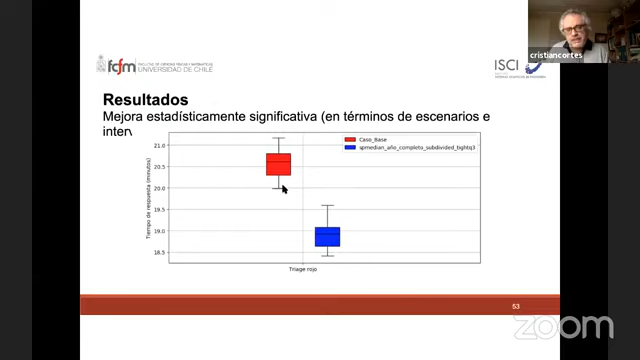 cristiancortes
fcfm
FACULTAD DE CIENCIAS FÍSICAS Y MATEMÁTICAS
UNIVERSIDAD DE CHILE
ISCI
Resultados
Mejora estadísticamente significativa (en términos de escenarios e
interv
Caso_Base
spmedian_año_completo_subdivided_tightq3
21.0
20.5
20.0
19.5
19.0
18.5
Tiempo de respuesta (minutos)
Triage rojo
53
zoom